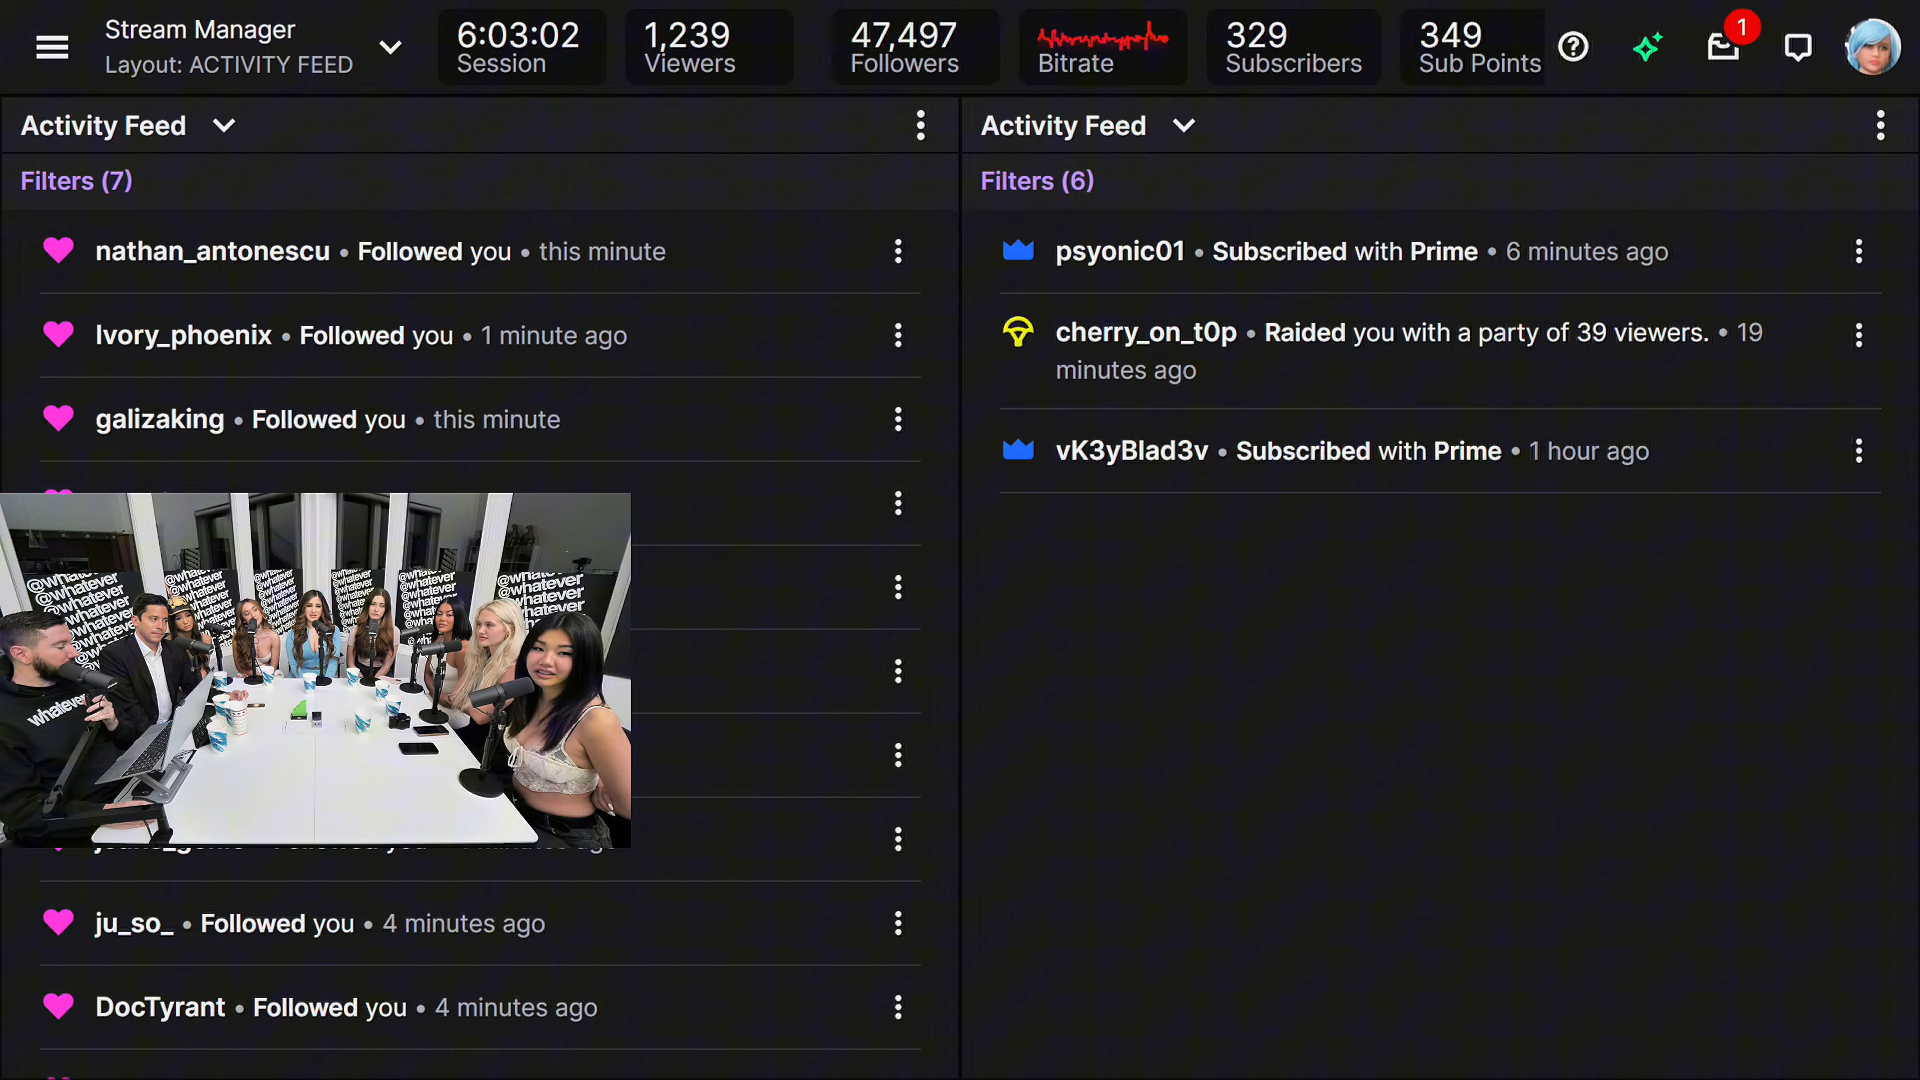 Stream Manager
Layout: ACTIVITY FEED
6:03:02
Session
1,239
Viewers
47,497
Followers
Bitrate
329
Subscribers
349
Sub Points
1
Activity Feed
Filters (7)
nathan_antonescu • Followed you • this minute
Ivory_phoenix • Followed you • 1 minute ago
galizaking • Followed you • this minute
@whatever
@whatever
@whatever
@whatever
@whatever
whatever
ju_so_ • Followed you • 4 minutes ago
DocTyrant • Followed you • 4 minutes ago
Activity Feed
Filters (6)
psyonic01 • Subscribed with Prime • 6 minutes ago
cherry_on_t0p • Raided you with a party of 39 viewers. • 19
minutes ago
vK3yBlad3v • Subscribed with Prime • 1 hour ago